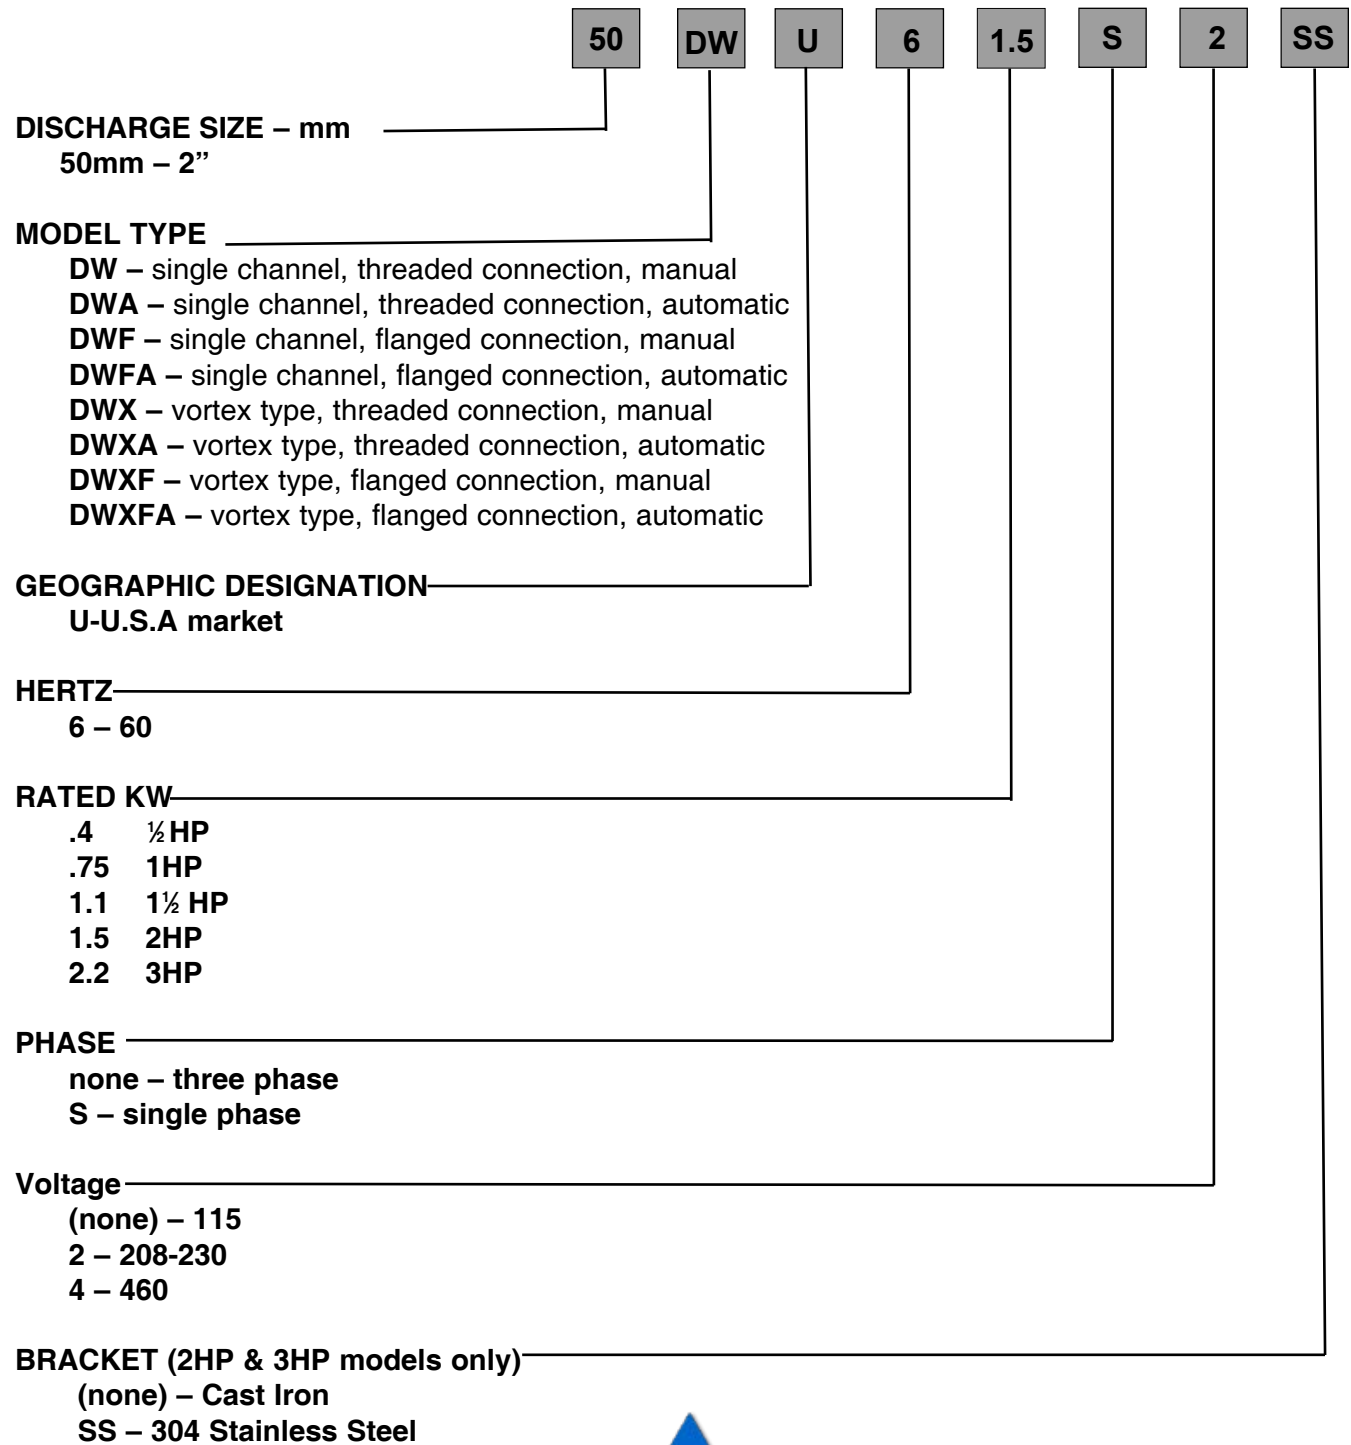 50 DW U 6 1.5 S 2 SS
DISCHARGE SIZE – mm
50mm – 2”
MODEL TYPE
DW – single channel, threaded connection, manual
DWA – single channel, threaded connection, automatic
DWF – single channel, flanged connection, manual
DWFA – single channel, flanged connection, automatic
DWX – vortex type, threaded connection, manual
DWXA – vortex type, threaded connection, automatic
DWXF – vortex type, flanged connection, manual
DWXFA – vortex type, flanged connection, automatic
GEOGRAPHIC DESIGNATION
U-U.S.A market
HERTZ
6 – 60
RATED KW
.4 ½ HP
.75 1HP
1.1 1½ HP
1.5 2HP
2.2 3HP
PHASE
none – three phase
S – single phase
Voltage
(none) – 115
2 – 208-230
4 – 460
BRACKET (2HP & 3HP models only)
(none) – Cast Iron
SS – 304 Stainless Steel